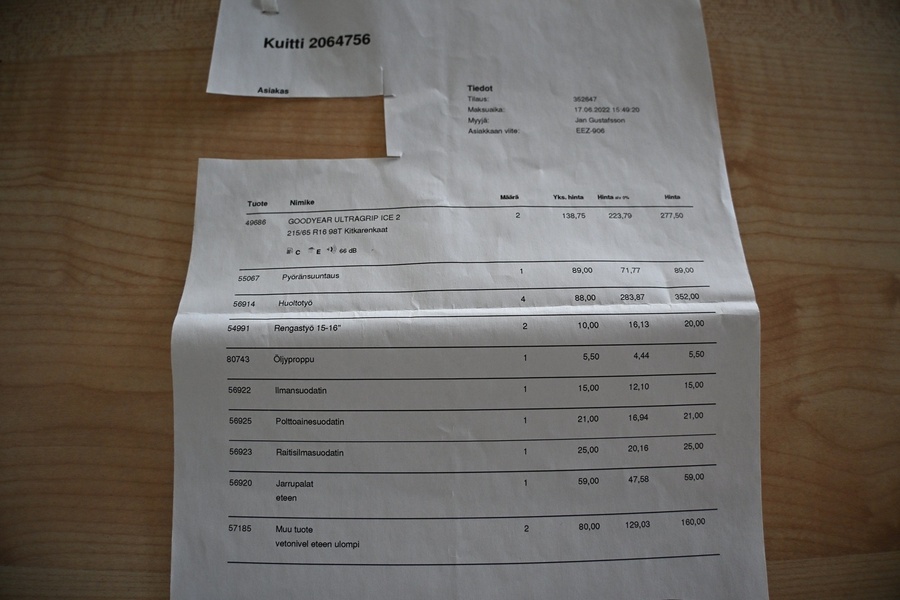 Kuitti 2064756
Asiakas
Tiedot
Tilaus: 352647
Maksuaika: 17.06.2022 15:49:20
Myyjä: Jan Gustafsson
Asiakkaan viite: EEZ-906
Tuote Nimike Määrä Yks. hinta Hinta alv 0% Hinta
49686 GOODYEAR ULTRAGRIP ICE 2 2 138,75 223,79 277,50
215/65 R16 98T Kitkarenkaat
C E 66 dB
55067 Pyöränsuuntaus 1 89,00 71,77 89,00
56914 Huoltotyö 4 88,00 283,87 352,00
54991 Rengastyö 15-16" 2 10,00 16,13 20,00
80743 Öljyproppu 1 5,50 4,44 5,50
56922 Ilmansuodatin 1 15,00 12,10 15,00
56925 Polttoainesuodatin 1 21,00 16,94 21,00
56923 Raitisilmasuodatin 1 25,00 20,16 25,00
56920 Jarrupalat 1 59,00 47,58 59,00
eteen
57185 Muu tuote 2 80,00 129,03 160,00
vetonivel eteen ulompi